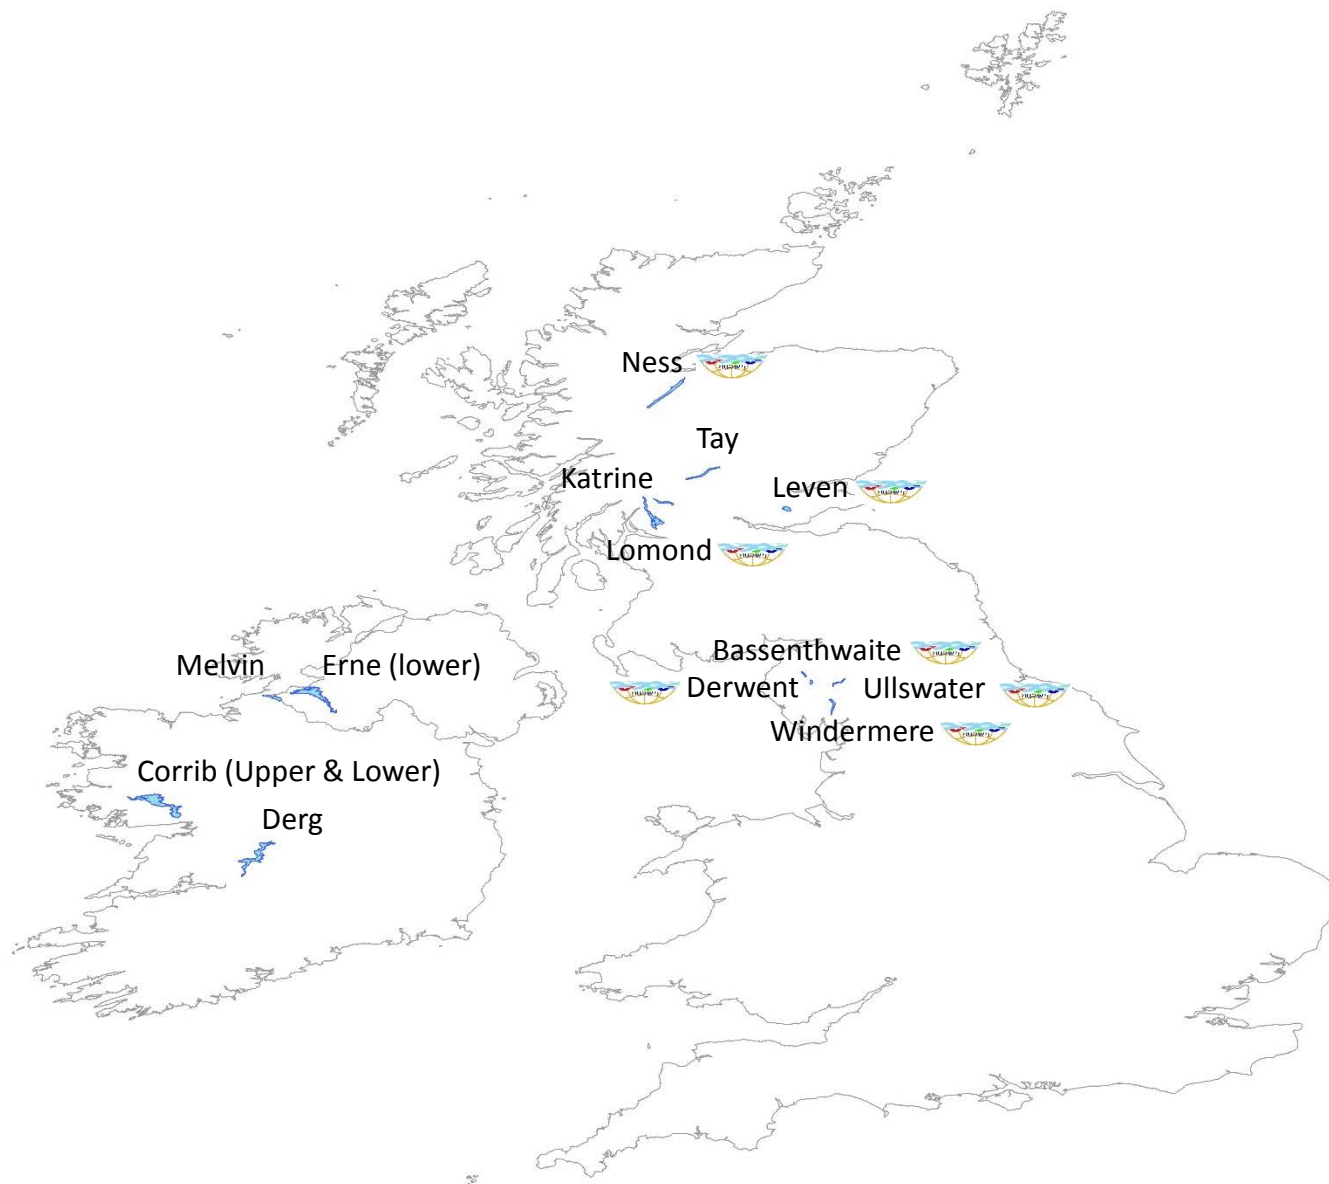 Ness
Tay
Katrine
Leven
Lomond
Bassenthwaite
Melvin
Erne (lower)
Derwent
Ullswater
Windermere
Corrib (Upper & Lower)
Derg